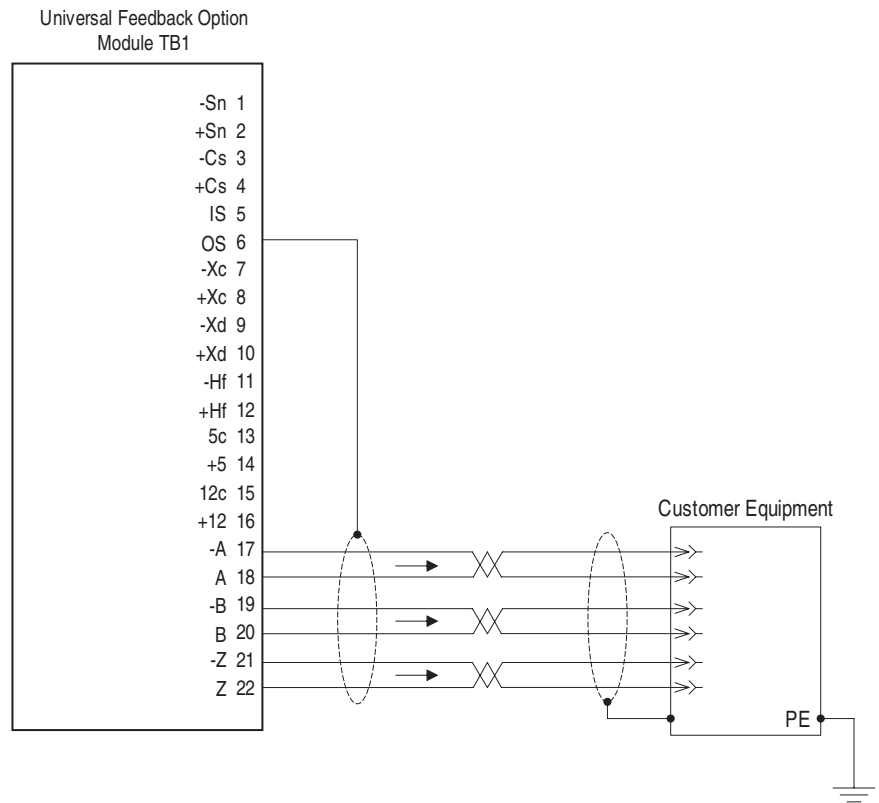 Universal Feedback Option
Module TB1
-Sn 1
+Sn 2
-Cs 3
+Cs 4
IS 5
OS 6
-Xc 7
+Xc 8
-Xd 9
+Xd 10
-Hf 11
+Hf 12
5c 13
+5 14
12c 15
+12 16
-A 17
A 18
-B 19
B 20
-Z 21
Z 22
Customer Equipment
PE